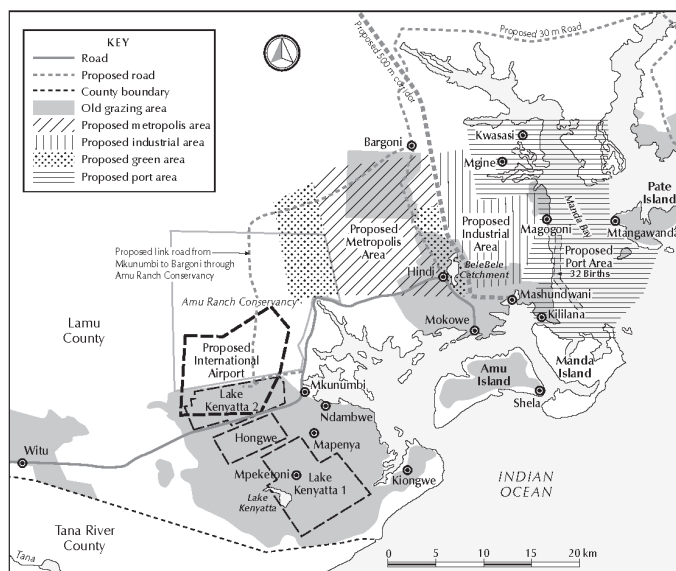 KEY
Road
Proposed road
County boundary
Old grazing area
Proposed metropolis area
Proposed industrial area
Proposed green area
Proposed port area
Proposed 30 m Road
Proposed 500 m corridor
Kwasasi
Bargoni
Mgine
Pate
Island
Manda Bay
Magogoni
Mtangawanda
Proposed
Metropolis
Area
Proposed
Industrial
Area
Proposed
Port Area
32 Births
Proposed link road from
Mkunumbi to Bargoni through
Amu Ranch Conservancy
Hindi
BeleBele
Catchment
Mashundwani
Kililana
Amu Ranch Conservancy
Mokowe
Lamu
County
Proposed
International
Airport
Manda
Island
Amu
Island
Shela
Lake
Kenyatta 2
Mkunumbi
Ndambwe
Hongwe
Mapenya
Witu
Mpeketoni
Lake
Kenyatta 1
Kiongwe
Lake
Kenyatta
INDIAN
OCEAN
Tana River
County
Tana
0 5 10 15 20 km